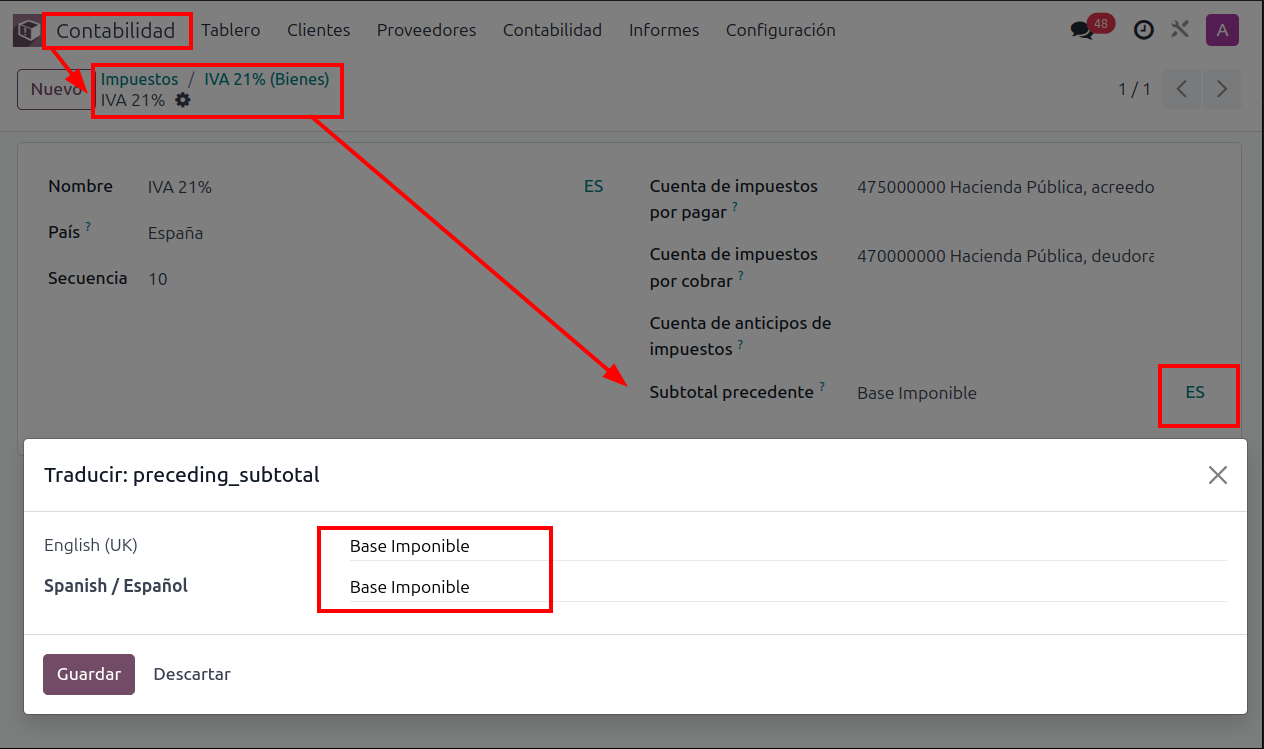 Contabilidad Tablero Clientes Proveedores Contabilidad Informes Configuración 48 A
Nuevo Impuestos / IVA 21% (Bienes)
IVA 21%
1 / 1
Nombre IVA 21% ES
País ? España
Secuencia 10
Cuenta de impuestos por pagar ? 475000000 Hacienda Pública, acreedo
Cuenta de impuestos por cobrar ? 470000000 Hacienda Pública, deudora
Cuenta de anticipos de impuestos ?
Subtotal precedente ? Base Imponible ES
Traducir: preceding_subtotal
English (UK) Base Imponible
Spanish / Español Base Imponible
Guardar Descartar